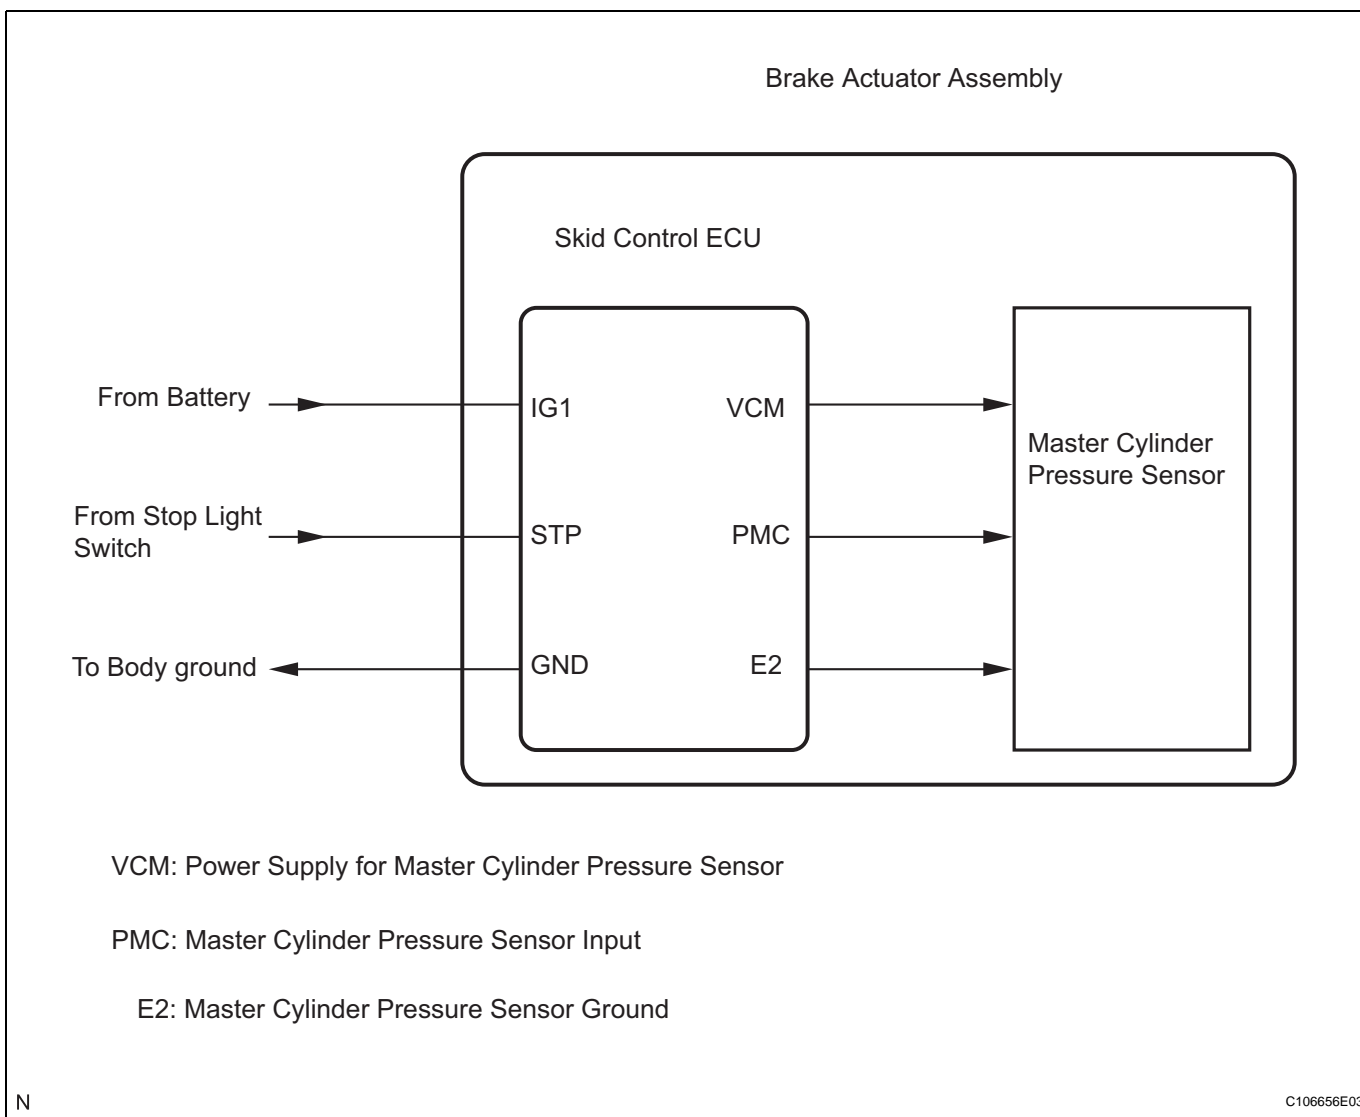 Brake Actuator Assembly
Skid Control ECU
From Battery
IG1
VCM
Master Cylinder
Pressure Sensor
From Stop Light
Switch
STP
PMC
To Body ground
GND
E2
VCM: Power Supply for Master Cylinder Pressure Sensor
PMC: Master Cylinder Pressure Sensor Input
E2: Master Cylinder Pressure Sensor Ground
N
C106656E03